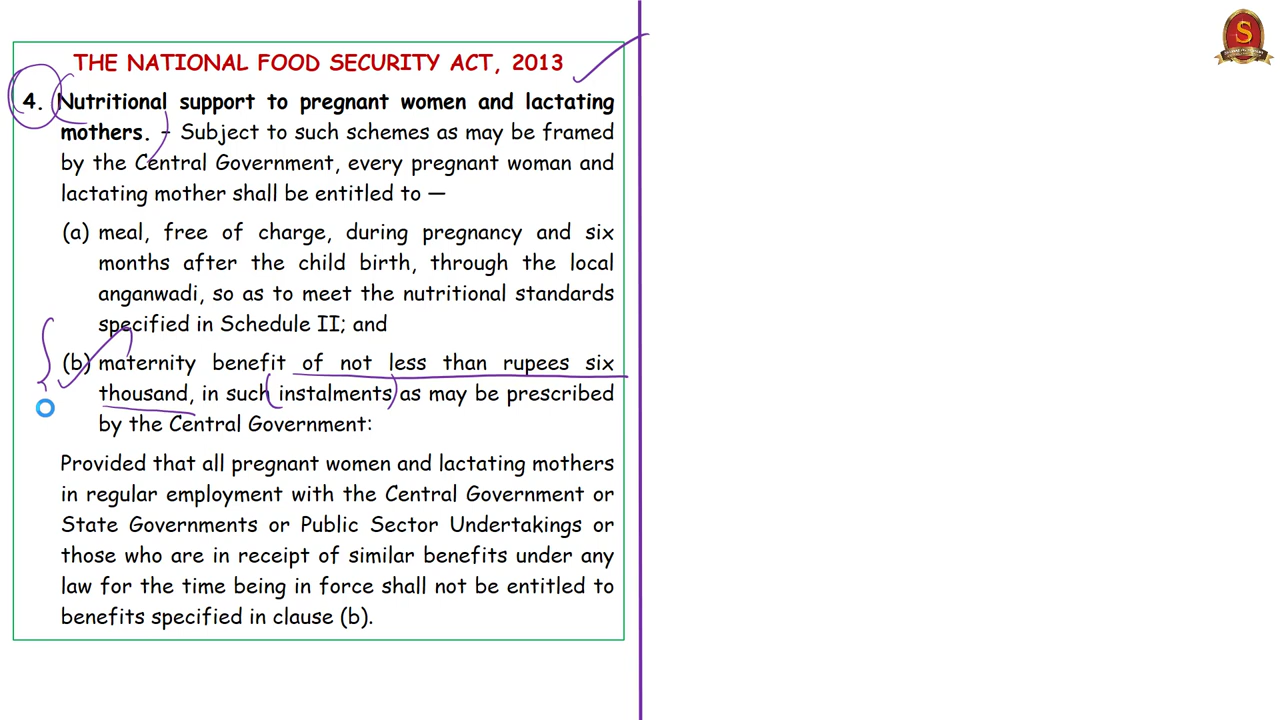 THE NATIONAL FOOD SECURITY ACT, 2013
4. Nutritional support to pregnant women and lactating
mothers. - Subject to such schemes as may be framed
by the Central Government, every pregnant woman and
lactating mother shall be entitled to —
(a) meal, free of charge, during pregnancy and six
months after the child birth, through the local
anganwadi, so as to meet the nutritional standards
specified in Schedule II; and
(b) maternity benefit of not less than rupees six
thousand, in such instalments as may be prescribed
by the Central Government:
Provided that all pregnant women and lactating mothers
in regular employment with the Central Government or
State Governments or Public Sector Undertakings or
those who are in receipt of similar benefits under any
law for the time being in force shall not be entitled to
benefits specified in clause (b).
S